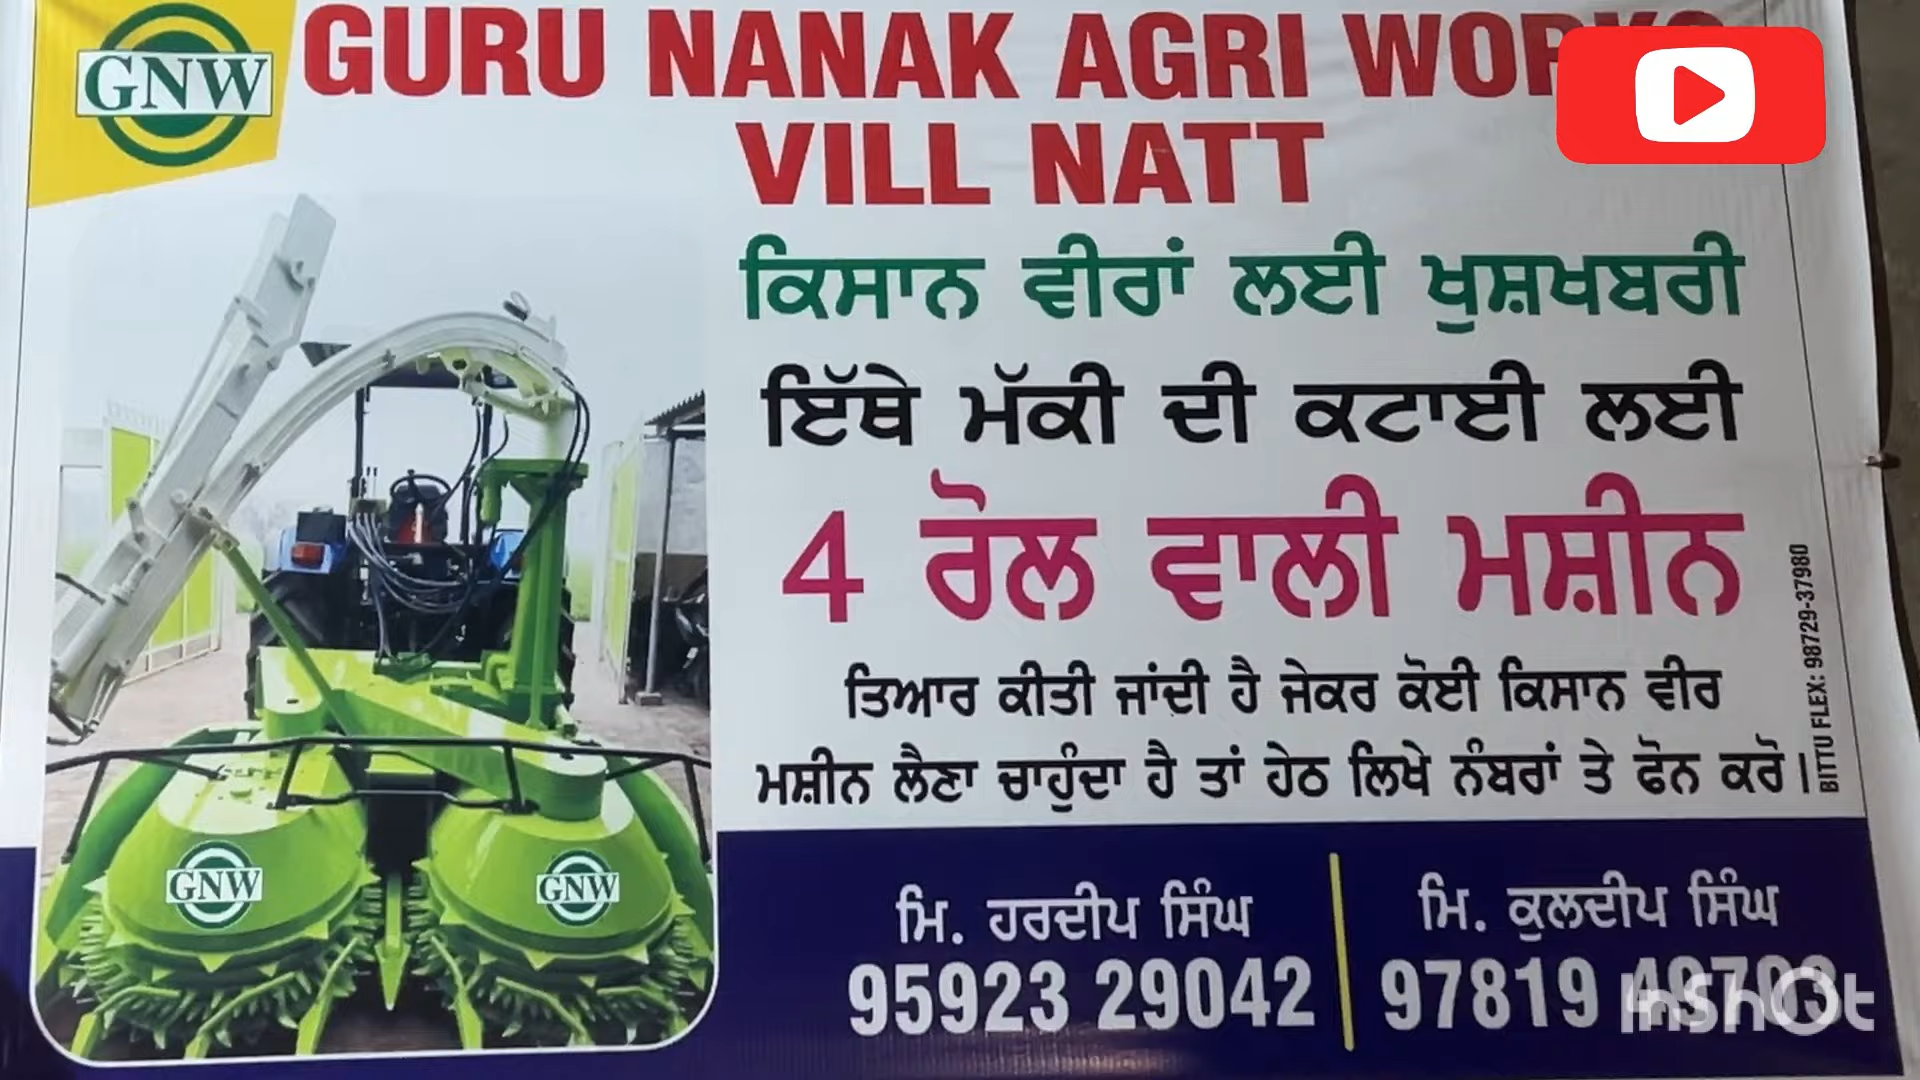 GNW
GURU NANAK AGRI WORKS
VILL NATT
ਕਿਸਾਨ ਵੀਰਾਂ ਲਈ ਖੁਸ਼ਖਬਰੀ
ਇੱਥੇ ਮੱਕੀ ਦੀ ਕਟਾਈ ਲਈ
4 ਰੋਲ ਵਾਲੀ ਮਸ਼ੀਨ
ਤਿਆਰ ਕੀਤੀ ਜਾਂਦੀ ਹੈ ਜੇਕਰ ਕੋਈ ਕਿਸਾਨ ਵੀਰ
ਮਸ਼ੀਨ ਲੈਣਾ ਚਾਹੁੰਦਾ ਹੈ ਤਾਂ ਹੇਠ ਲਿਖੇ ਨੰਬਰਾਂ ਤੇ ਫੋਨ ਕਰੋ।
BITTU FLEX: 98729-37980
GNW
GNW
ਮਿ. ਹਰਦੀਪ ਸਿੰਘ
95923 29042
ਮਿ. ਕੁਲਦੀਪ ਸਿੰਘ
97819
InShOt